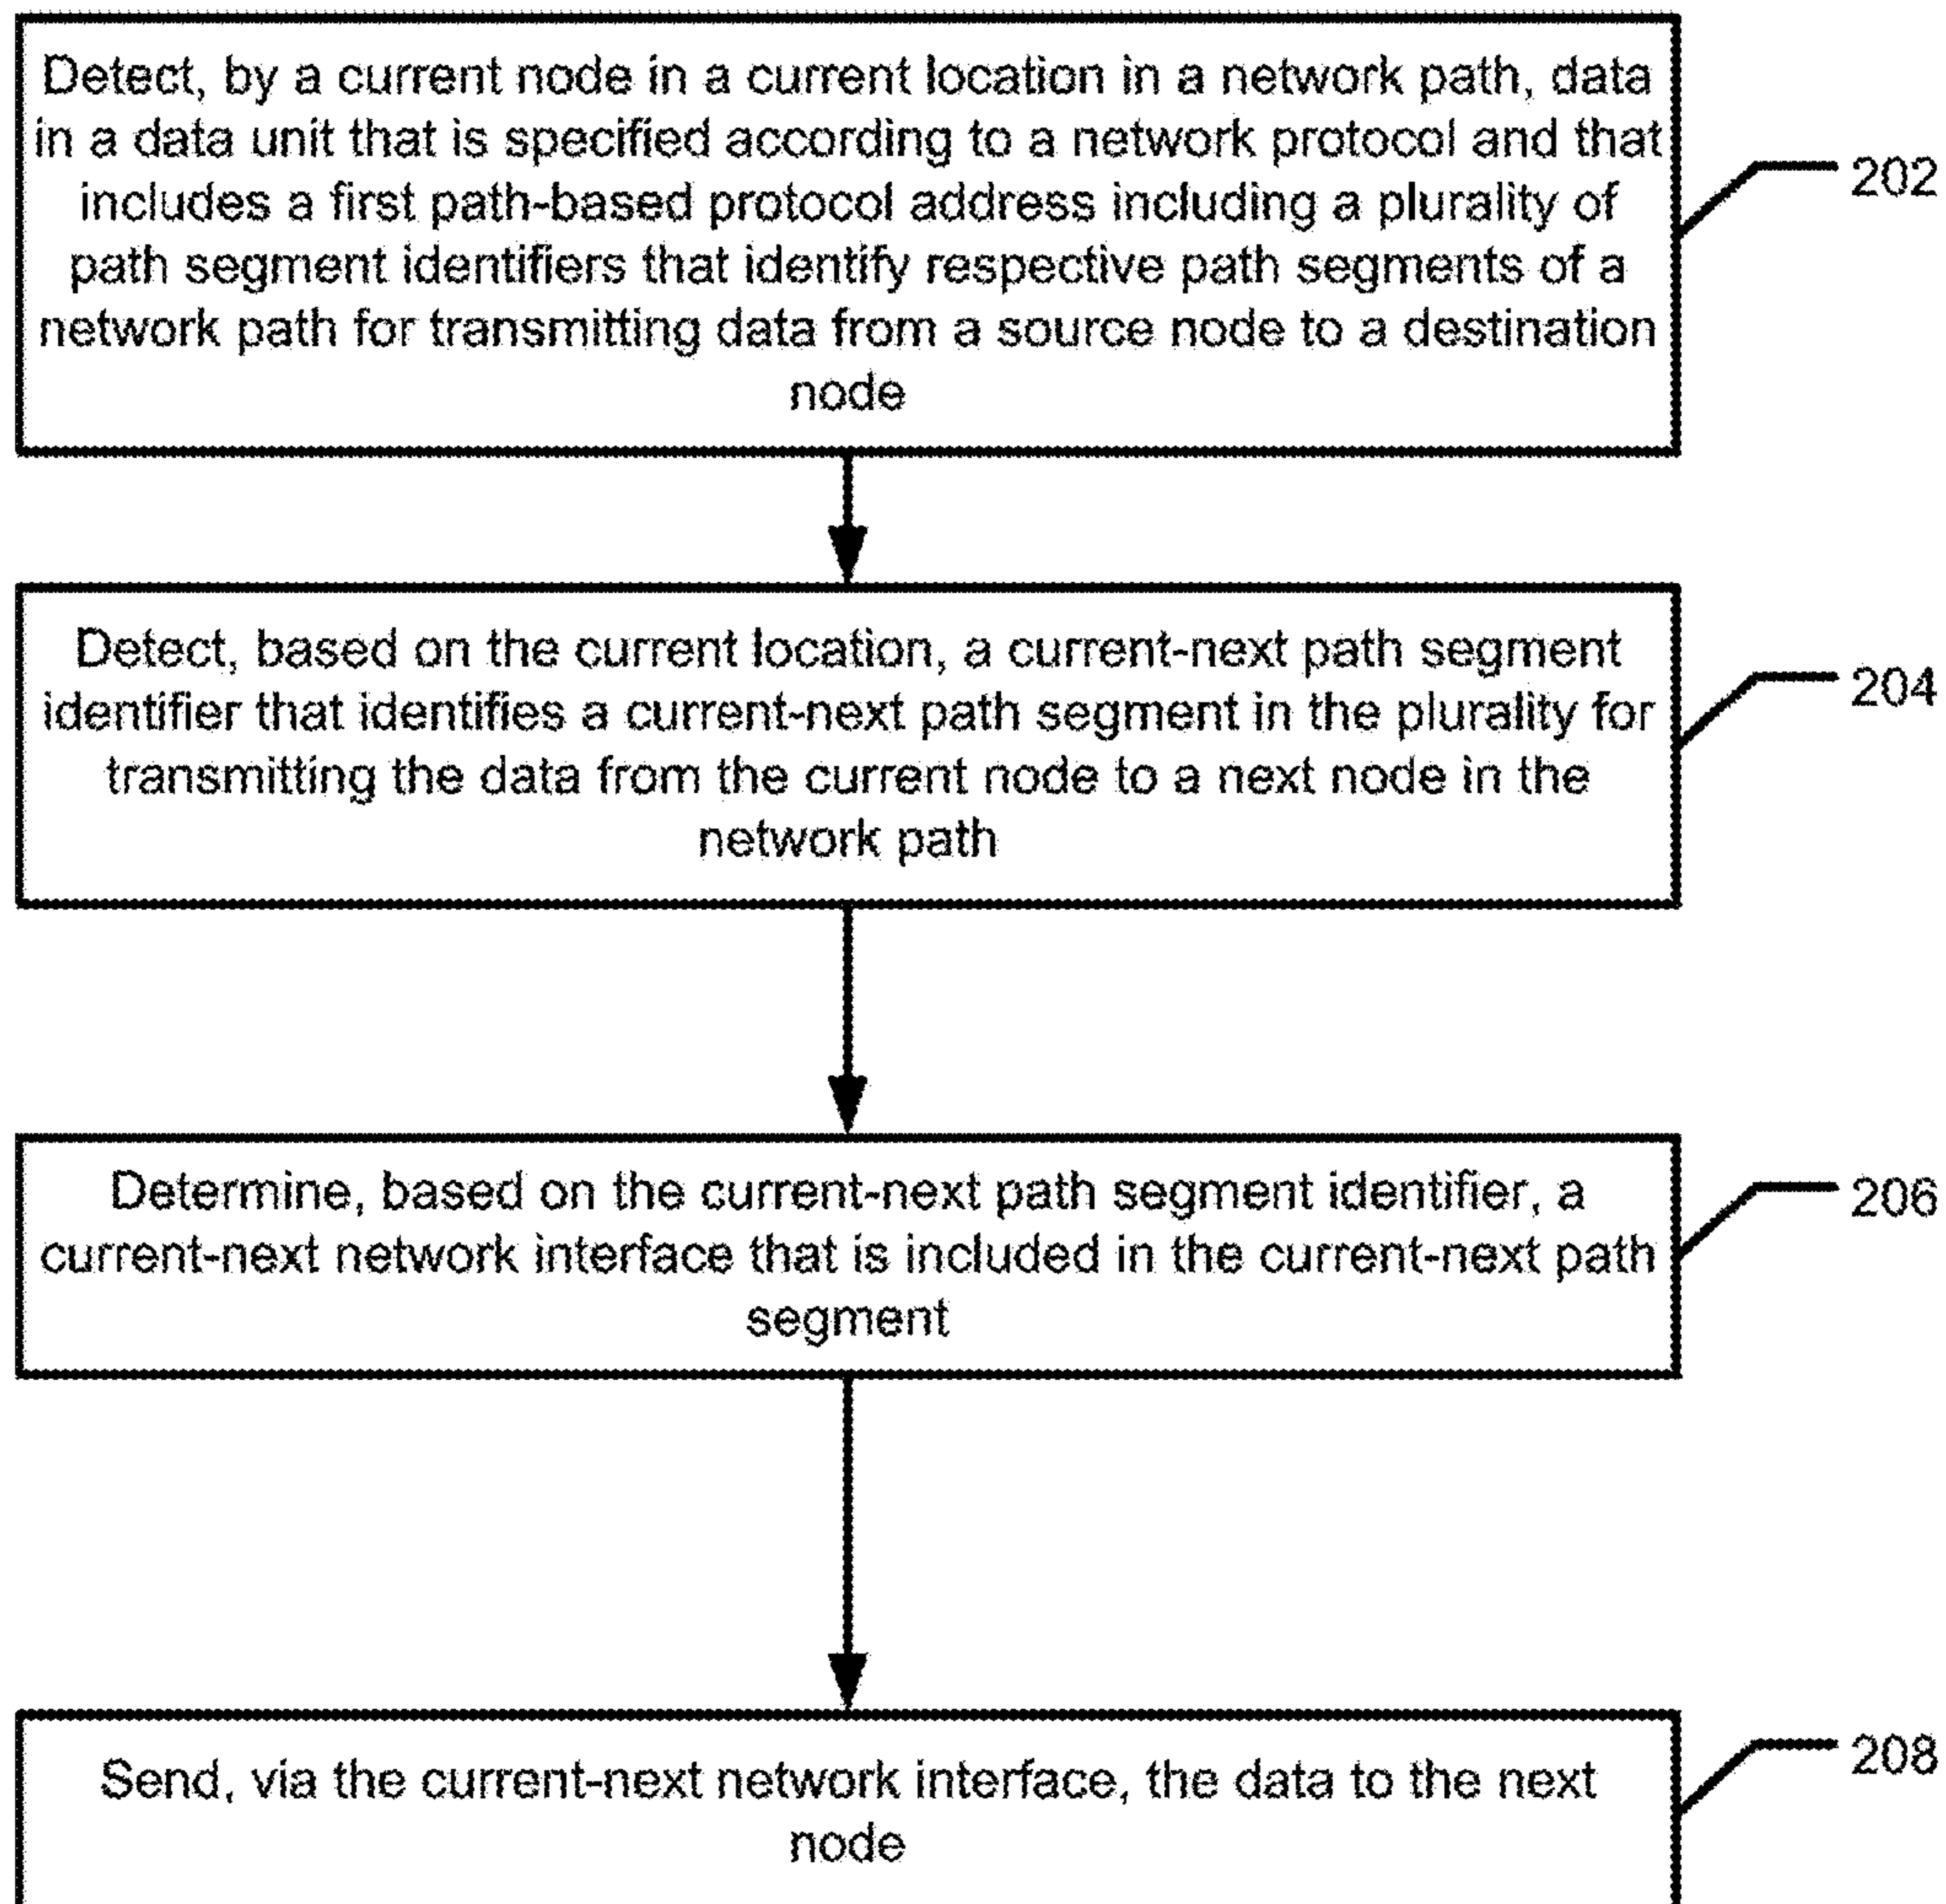 Detect, by a current node in a current location in a network path, data
in a data unit that is specified according to a network protocol and that
includes a first path-based protocol address including a plurality of
path segment identifiers that identify respective path segments of a
network path for transmitting data from a source node to a destination
node
202
Detect, based on the current location, a current-next path segment
identifier that identifies a current-next path segment in the plurality for
transmitting the data from the current node to a next node in the
network path
204
Determine, based on the current-next path segment identifier, a
current-next network interface that is included in the current-next path
segment
206
Send, via the current-next network interface, the data to the next
node
208